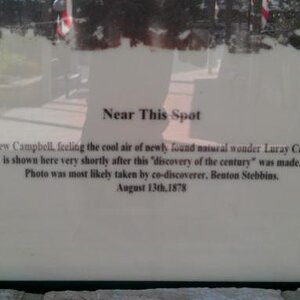 Near This Spot
ew Campbell, feeling the cool air of newly found natural wonder Luray C
is shown here very shortly after this "discovery of the century" was made.
Photo was most likely taken by co-discoverer, Benton Stebbins.
August 13th,1878